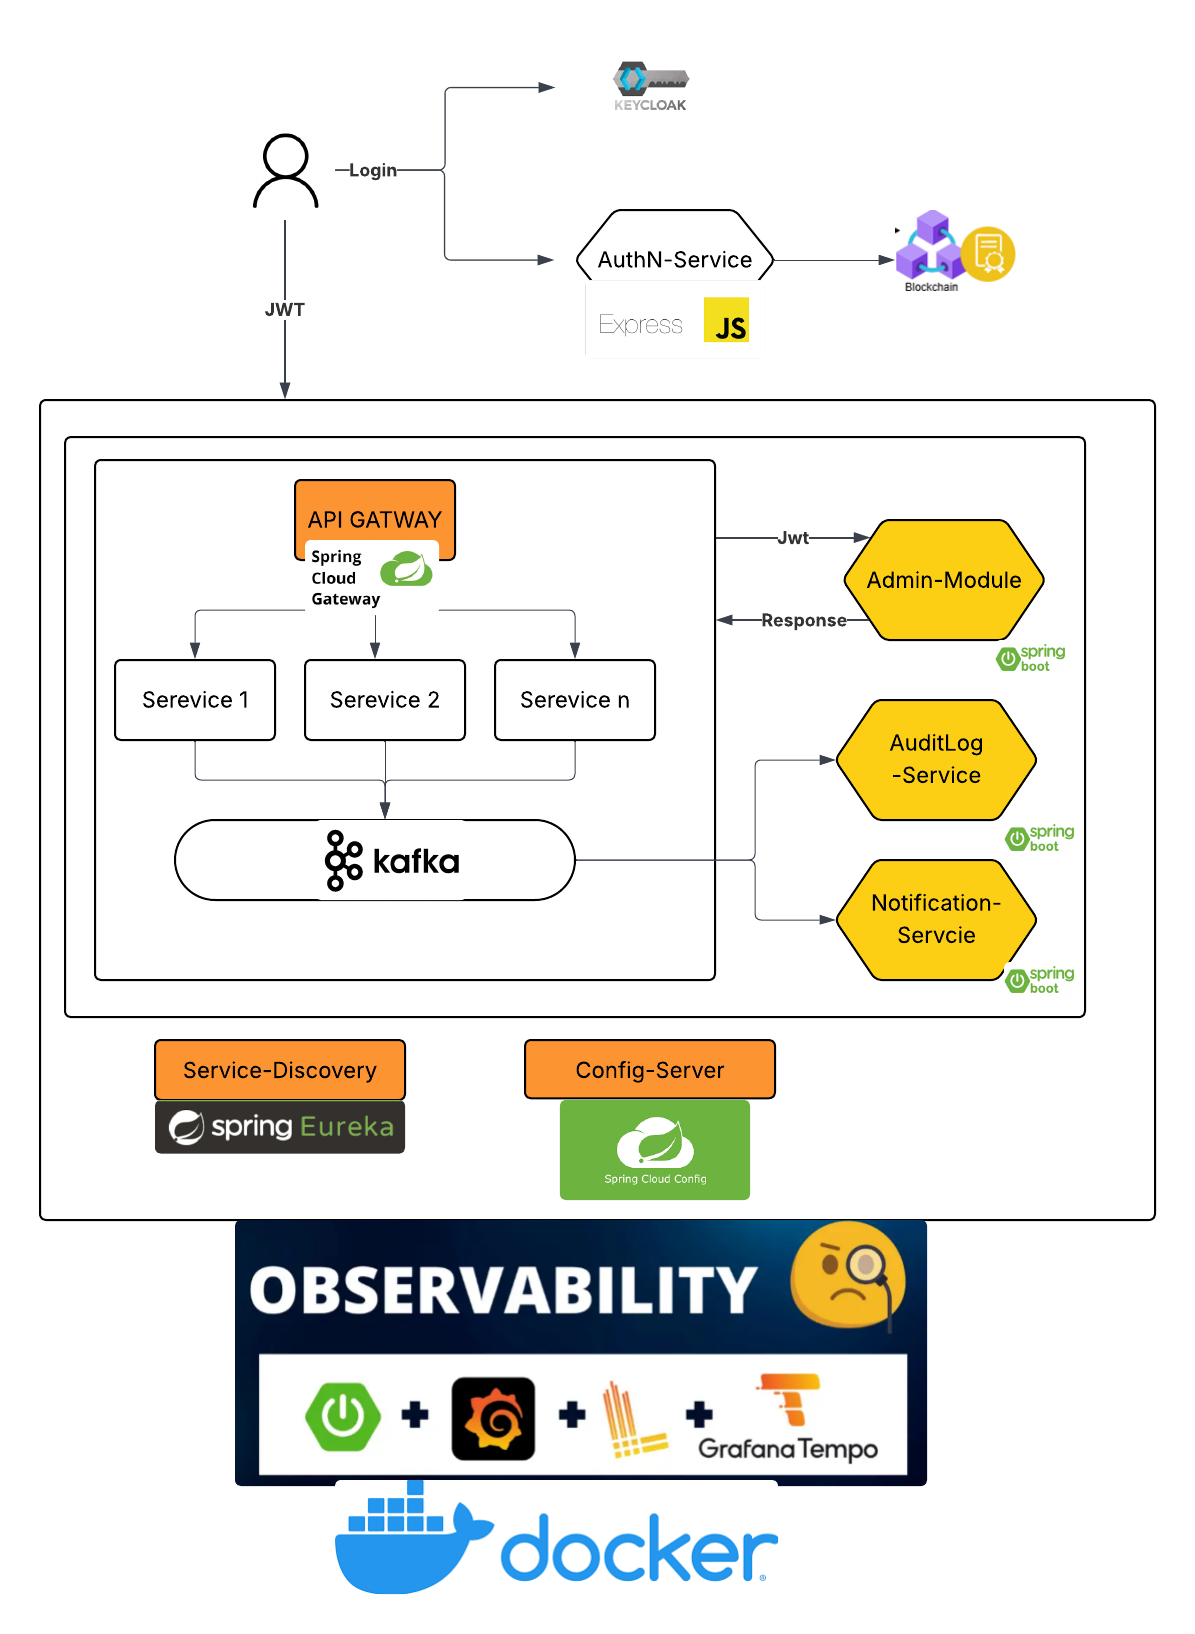 KEYCLOAK
Login
AuthN-Service
Blockchain
Express
JS
JWT
API GATWAY
Spring
Cloud
Gateway
Jwt
Admin-Module
Response
spring
boot
Serevice 1
Serevice 2
Serevice n
AuditLog
-Service
spring
boot
kafka
Notification-
Servcie
spring
boot
Service-Discovery
Config-Server
spring Eureka
Spring Cloud Config
OBSERVABILITY
Grafana Tempo
docker